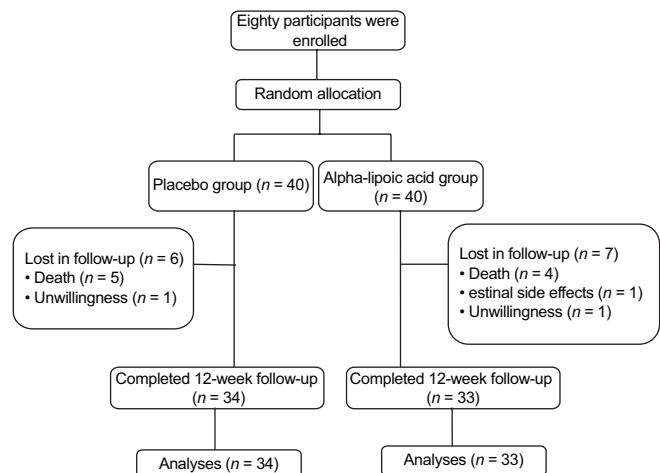 Eighty participants were
enrolled
Random allocation
Placebo group (n = 40)
Alpha-lipoic acid group
(n = 40)
Lost in follow-up (n = 6)
• Death (n = 5)
• Unwillingness (n = 1)
Lost in follow-up (n = 7)
• Death (n = 4)
• estinal side effects (n = 1)
• Unwillingness (n = 1)
Completed 12-week follow-up
(n = 34)
Completed 12-week follow-up
(n = 33)
Analyses (n = 34)
Analyses (n = 33)